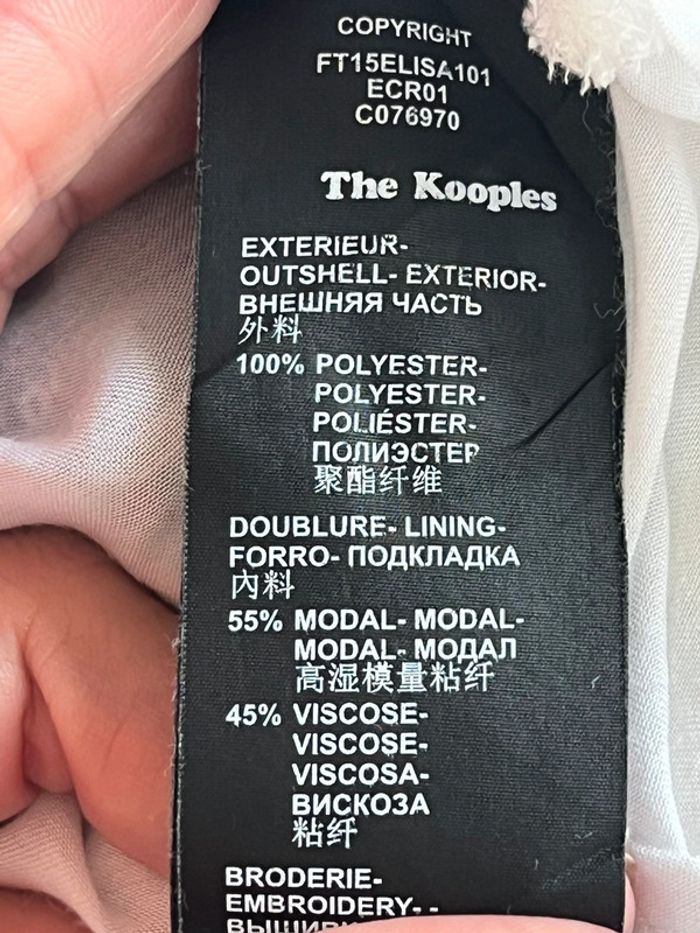 COPYRIGHT
FT15ELISA101
ECR01
C076970
The Kooples
EXTERIEUR-
OUTSHELL- EXTERIOR-
ВНЕШНЯЯ ЧАСТЬ
外料
100% POLYESTER-
POLYESTER-
POLIÉSTER-
ПОЛИЭСТЕР
聚酯纤维
DOUBLURE- LINING-
FORRO- ПОДКЛАДКА
内料
55% MODAL- MODAL-
MODAL- МОДАЛ
高湿模量粘纤
45% VISCOSE-
VISCOSE-
VISCOSA-
ВИСКОЗА
粘纤
BRODERIE-
EMBROIDERY- -